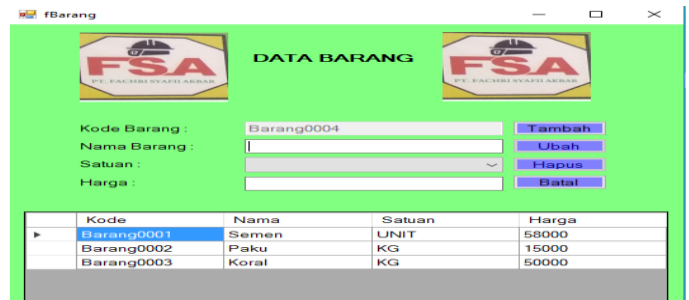 fBarang
FSA DATA BARANG FSA
PT. FACHRI SYAFII AKBAR PT. FACHRI SYAFII AKBAR
Kode Barang : Barang0004 Tambah
Nama Barang : Ubah
Satuan : Hapus
Harga : Batal
Kode Nama Satuan Harga
Barang0001 Semen UNIT 58000
Barang0002 Paku KG 15000
Barang0003 Koral KG 50000